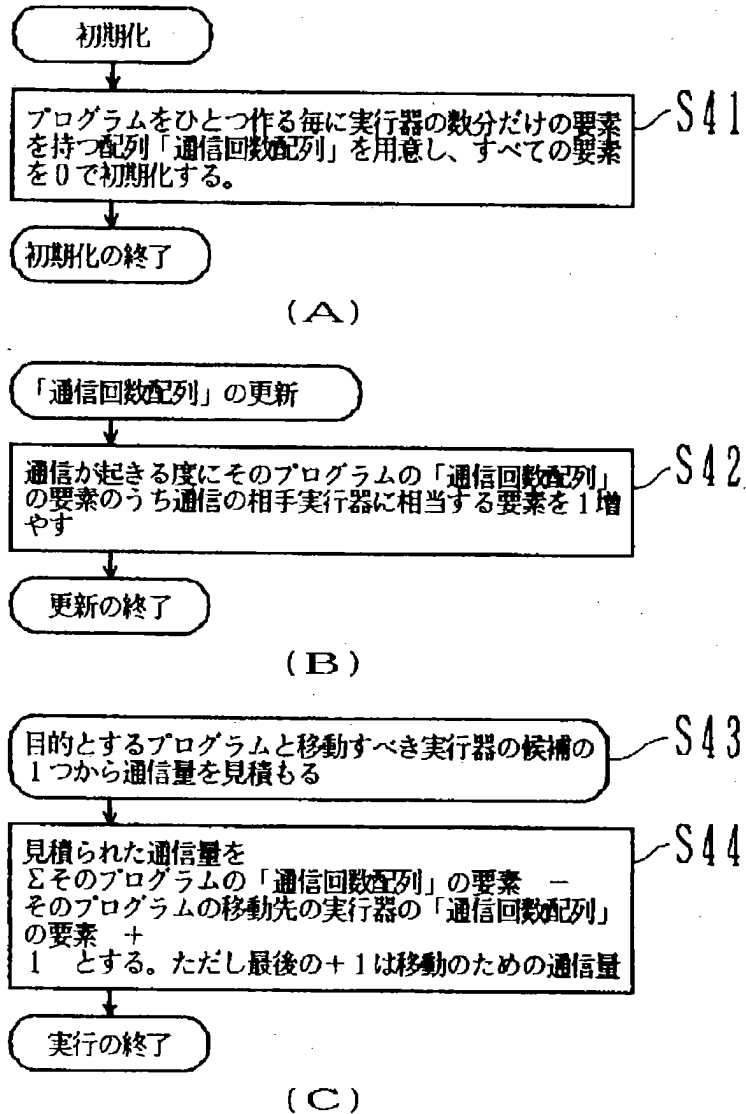 初期化
プログラムをひとつ作る毎に実行器の数分だけの要素
を持つ配列「通信回数配列」を用意し、すべての要素
を0で初期化する。
S41
初期化の終了
(A)
「通信回数配列」の更新
通信が起きる度にそのプログラムの「通信回数配列」
の要素のうち通信の相手実行器に相当する要素を1増
やす
S42
更新の終了
(B)
目的とするプログラムと移動すべき実行器の候補の
1つから通信量を見積もる
S43
見積られた通信量を
Σそのプログラムの「通信回数配列」の要素 −
そのプログラムの移動先の実行器の「通信回数配列」
の要素 +
1 とする。ただし最後の+1は移動のための通信量
S44
実行の終了
(C)